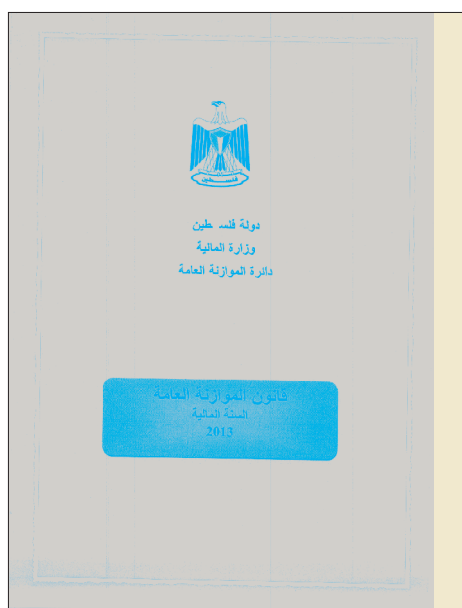 فلسطين
دولة فلسطين
وزارة المالية
دائرة الموازنة العامة
قانون الموازنة العامة
السنة المالية
2013